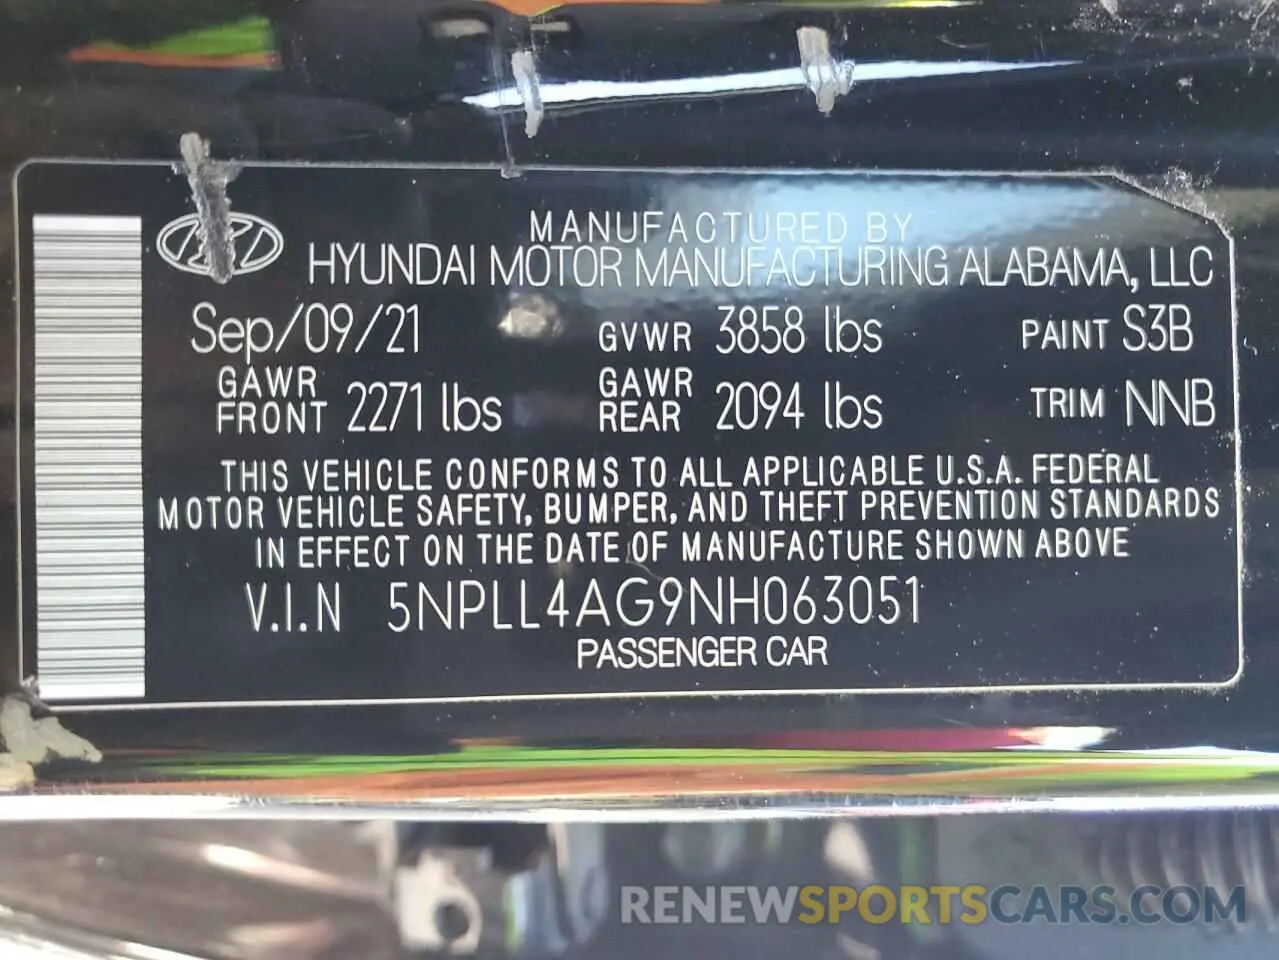 MANUFACTURED BY
HYUNDAI MOTOR MANUFACTURING ALABAMA, LLC
Sep/09/21 GVWR 3858 lbs PAINT S3B
GAWR FRONT 2271 lbs GAWR REAR 2094 lbs TRIM NNB
THIS VEHICLE CONFORMS TO ALL APPLICABLE U.S.A. FEDERAL
MOTOR VEHICLE SAFETY, BUMPER, AND THEFT PREVENTION STANDARDS
IN EFFECT ON THE DATE OF MANUFACTURE SHOWN ABOVE
V.I.N 5NPLL4AG9NH063051
PASSENGER CAR
RENEWSPORTSCARS.COM